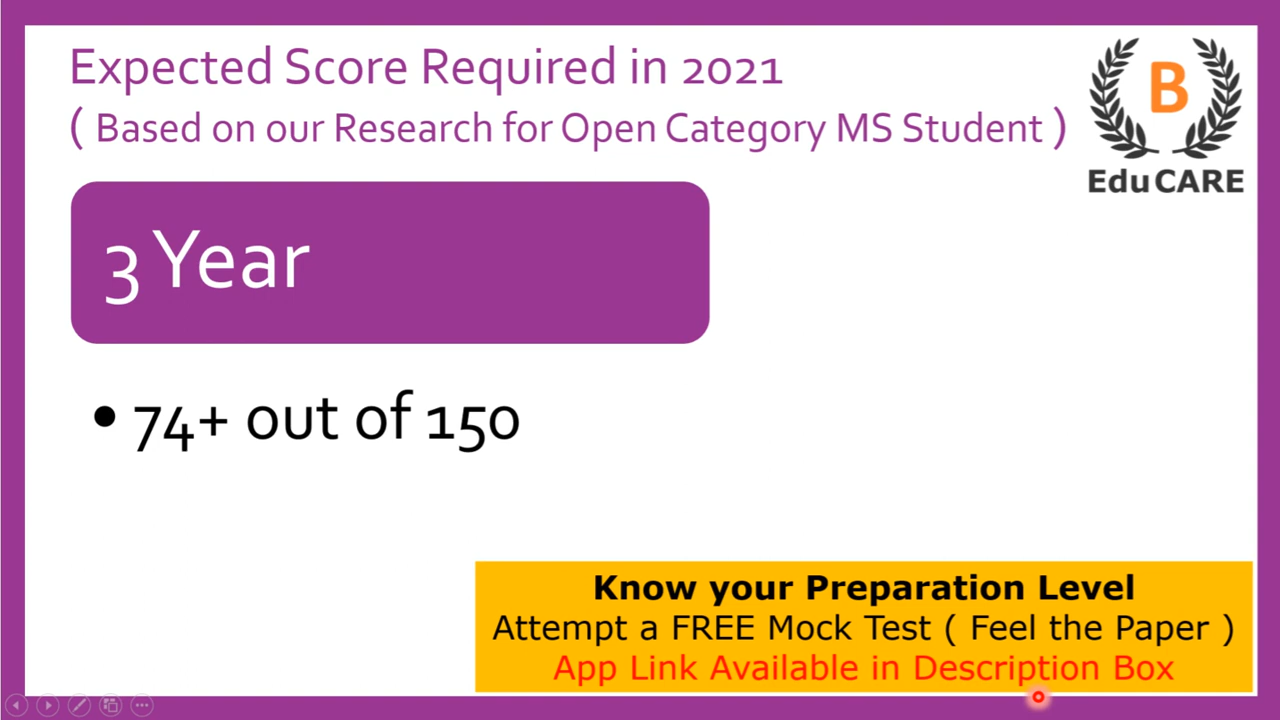 Expected Score Required in 2021
( Based on our Research for Open Category MS Student )
B
EduCARE
3 Year
• 74+ out of 150
Know your Preparation Level
Attempt a FREE Mock Test ( Feel the Paper )
App Link Available in Description Box